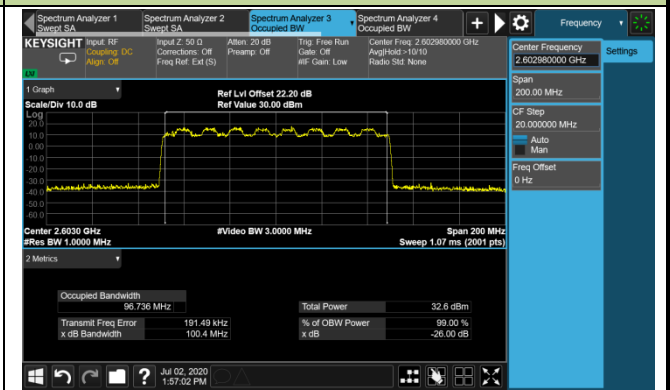 Spectrum Analyzer 1
Swept SA
Spectrum Analyzer 2
Swept SA
Spectrum Analyzer 3
Occupied BW
Spectrum Analyzer 4
Occupied BW
Frequency
KEYSIGHT
Input: RF
Coupling: DC
Align: Off
Input Z: 50 Ω
Corrections: Off
Freq Ref: Ext (S)
Atten: 20 dB
Preamp: Off
Trig: Free Run
Gate: Off
#IF Gain: Low
Center Freq: 2.602980000 GHz
Avg|Hold >10/10
Radio Std: None
LXI
Center Frequency
2.602980000 GHz
Settings
Span
200.00 MHz
CF Step
20.000000 MHz
Auto
Man
Freq Offset
0 Hz
1 Graph
Scale/Div 10.0 dB
Ref Lvl Offset 22.20 dB
Ref Value 30.00 dBm
Log
20.0
10.0
0.00
-10.0
-20.0
-30.0
-40.0
-50.0
-60.0
Center 2.6030 GHz
#Res BW 1.0000 MHz
#Video BW 3.0000 MHz
Span 200 MHz
Sweep 1.07 ms (2001 pts)
2 Metrics
Occupied Bandwidth
96.736 MHz
Total Power 32.6 dBm
Transmit Freq Error 191.49 kHz
% of OBW Power 99.00 %
x dB Bandwidth 100.4 MHz
x dB -26.00 dB
?
Jul 02, 2020
1:57:02 PM